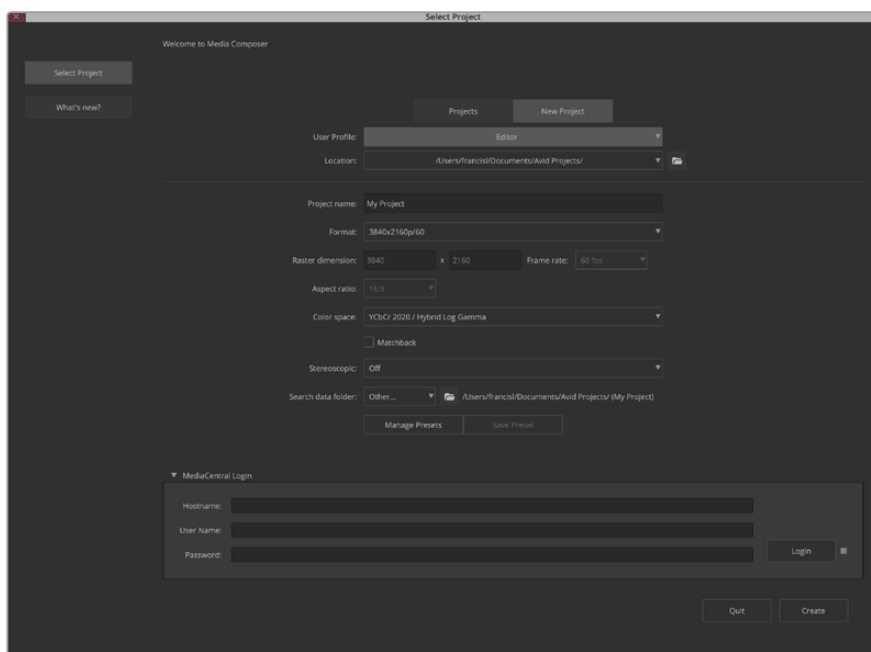 Select Project
Welcome to Media Composer
Select Project
What's new?
Projects
New Project
User Profile: Editor
Location: /Users/francisl/Documents/Avid Projects/
Project name: My Project
Format: 3840x2160p/60
Raster dimension: 3840 x 2160 Frame rate: 60 fps
Aspect ratio: 16:9
Color space: YCbCr 2020 / Hybrid Log Gamma
Matchback
Stereoscopic: Off
Search data folder: Other... /Users/francisl/Documents/Avid Projects/ (My Project)
Manage Presets
Save Preset
MediaCentral Login
Hostname:
User Name:
Password:
Login
Quit
Create